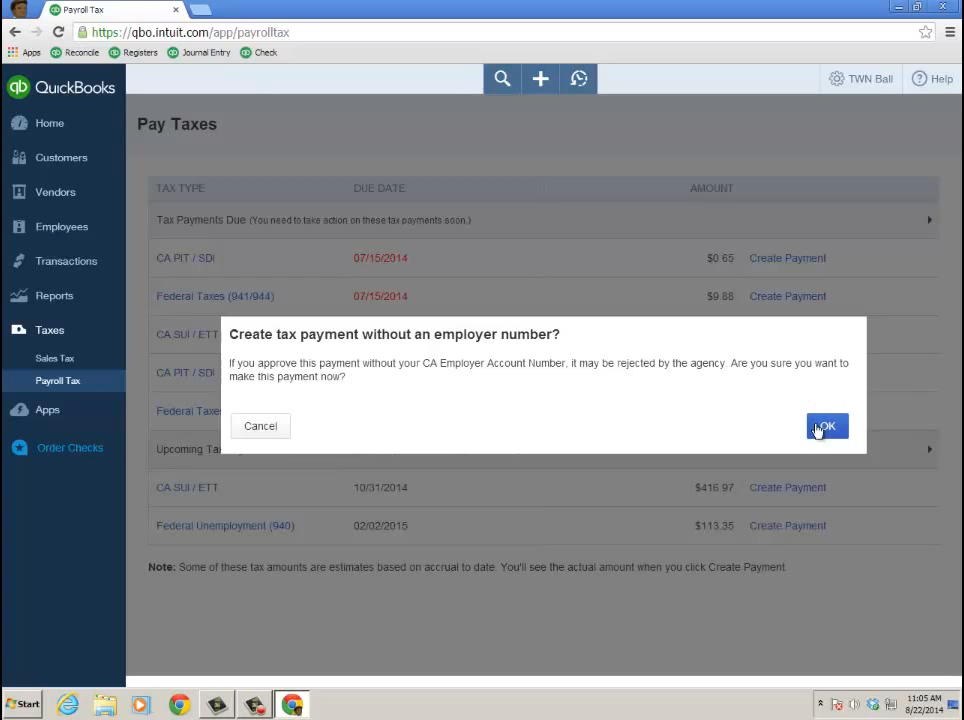 Payroll Tax
https://qbo.intuit.com/app/payrolltax
Apps Reconcile Registers Journal Entry Check
qb QuickBooks
TWN Ball
Help
Home
Customers
Vendors
Employees
Transactions
Reports
Taxes
Sales Tax
Payroll Tax
Apps
Order Checks
Pay Taxes
TAX TYPE DUE DATE AMOUNT
Tax Payments Due (You need to take action on these tax payments soon.)
CA PIT / SDI 07/15/2014 $0.65 Create Payment
Federal Taxes (941/944) 07/15/2014 $9.88 Create Payment
CA SUI / ETT
CA PIT / SDI
Federal Taxe
Create tax payment without an employer number?
If you approve this payment without your CA Employer Account Number, it may be rejected by the agency. Are you sure you want to
make this payment now?
Cancel
OK
Upcoming Tax
CA SUI / ETT 10/31/2014 $416.97 Create Payment
Federal Unemployment (940) 02/02/2015 $113.35 Create Payment
Note: Some of these tax amounts are estimates based on accrual to date. You'll see the actual amount when you click Create Payment
Start
11:05 AM
8/22/2014